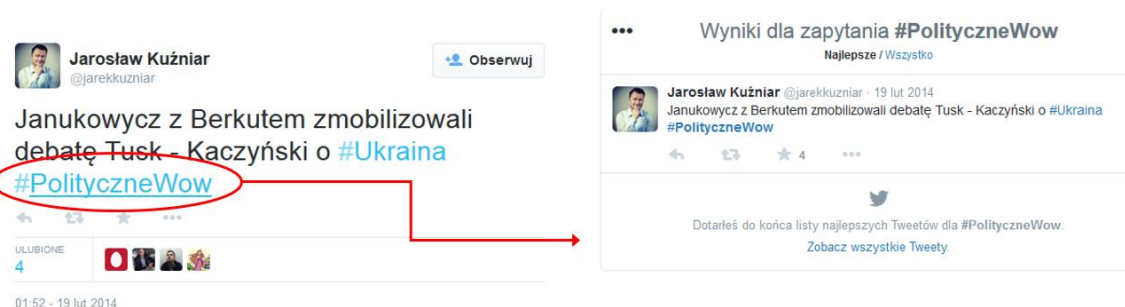 Jarosław Kuźniar
@jarekkuzniar
Obserwuj
Janukowycz z Berkutem zmobilizowali
debatę Tusk - Kaczyński o #Ukraina
#PolityczneWow
ULUBIONE
4
01:52 - 19 lut 2014
Wyniki dla zapytania #PolityczneWow
Najlepsze / Wszystko
Jarosław Kuźniar @jarekkuzniar · 19 lut 2014
Janukowycz z Berkutem zmobilizowali debatę Tusk - Kaczyński o #Ukraina
#PolityczneWow
4
Dotarłeś do końca listy najlepszych Tweetów dla #PolityczneWow.
Zobacz wszystkie Tweety.